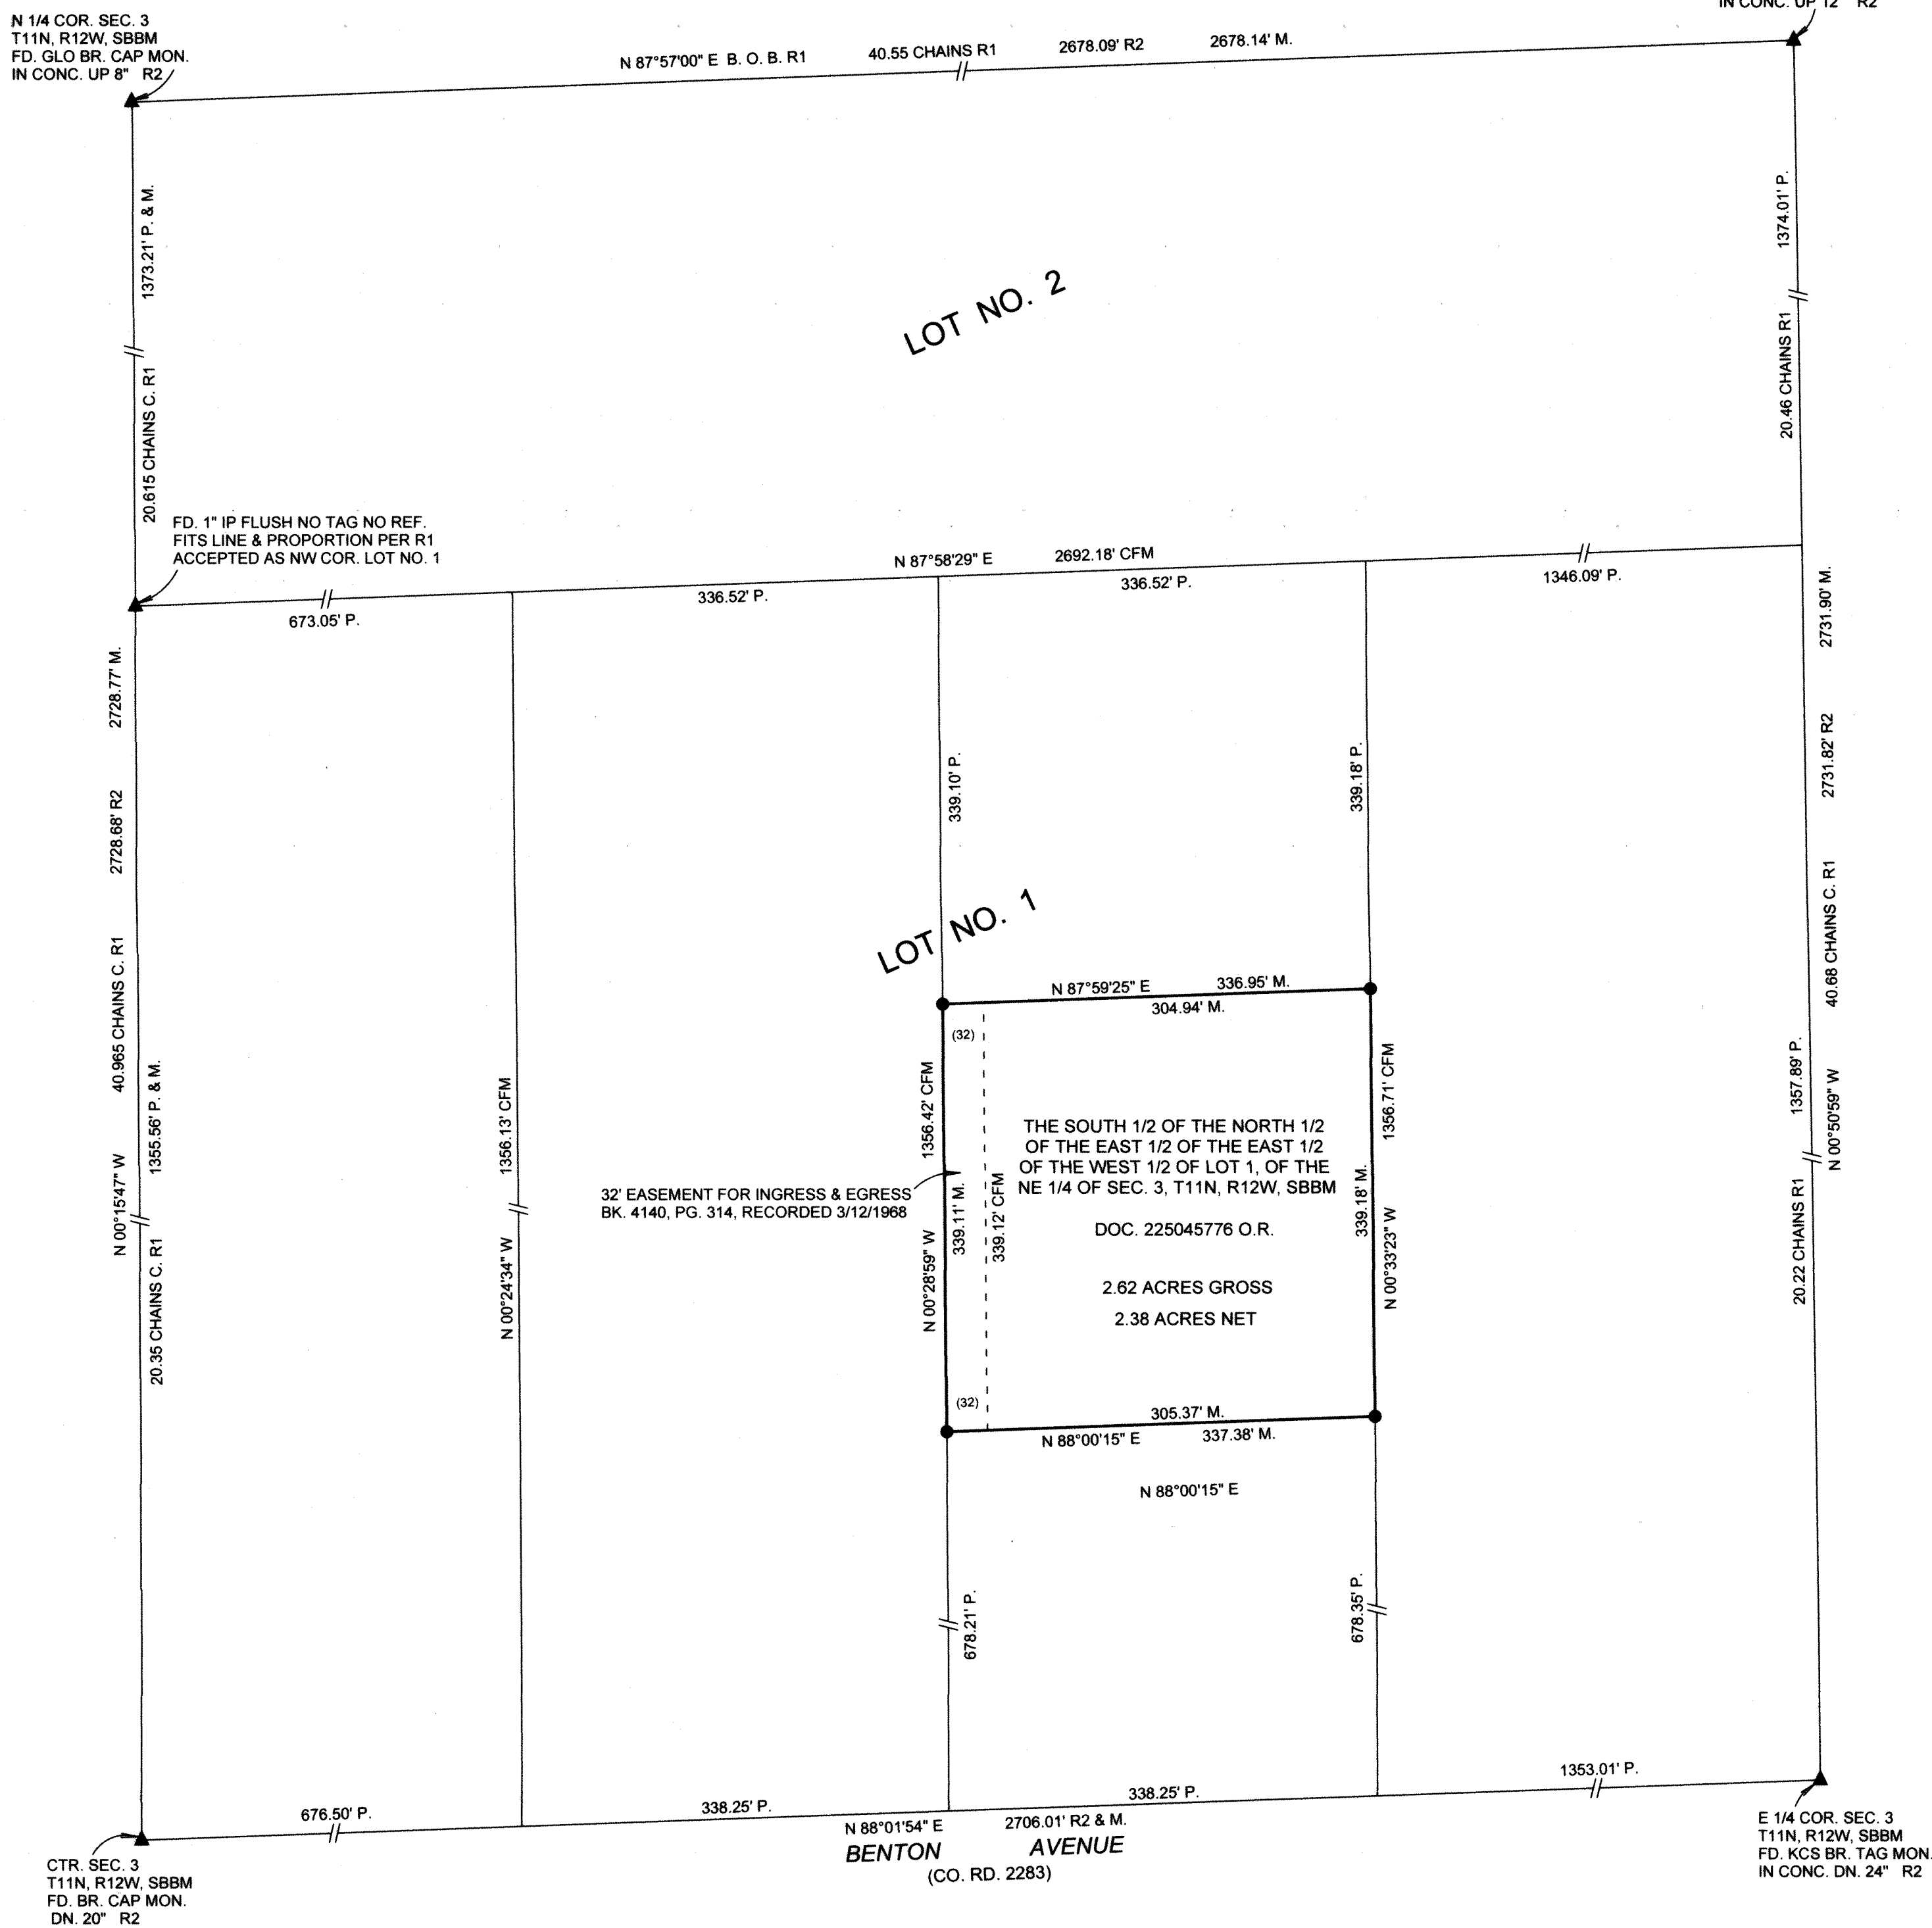 N 1/4 COR. SEC. 3
T11N, R12W, SBBM
FD. GLO BR. CAP MON.
IN CONC. UP 8" R2
IN CONC. UP 12" R2
N 87°57'00" E B. O. B. R1 40.55 CHAINS R1 2678.09' R2 2678.14' M.
1373.21' P. & M.
20.615 CHAINS C. R1
1374.01' P.
20.46 CHAINS R1
LOT NO. 2
FD. 1" IP FLUSH NO TAG NO REF.
FITS LINE & PROPORTION PER R1
ACCEPTED AS NW COR. LOT NO. 1
N 87°58'29" E 2692.18' CFM
673.05' P.
336.52' P.
336.52' P.
1346.09' P.
N 00°15'47" W 40.965 CHAINS C. R1 2728.68' R2 2728.77' M.
20.35 CHAINS C. R1 1355.56' P. & M.
N 00°24'34" W 1356.13' CFM
339.10' P.
339.18' P.
N 00°50'59" W 40.68 CHAINS C. R1 2731.82' R2 2731.90' M.
20.22 CHAINS R1 1357.89' P.
LOT NO. 1
N 87°59'25" E 336.95' M.
304.94' M.
(32)
N 00°28'59" W 1356.42' CFM
339.11' M.
339.12' CFM
THE SOUTH 1/2 OF THE NORTH 1/2
OF THE EAST 1/2 OF THE EAST 1/2
OF THE WEST 1/2 OF LOT 1, OF THE
NE 1/4 OF SEC. 3, T11N, R12W, SBBM
DOC. 225045776 O.R.
2.62 ACRES GROSS
2.38 ACRES NET
339.18' M.
N 00°33'23" W 1356.71' CFM
32' EASEMENT FOR INGRESS & EGRESS
BK. 4140, PG. 314, RECORDED 3/12/1968
(32)
305.37' M.
N 88°00'15" E 337.38' M.
N 88°00'15" E
678.21' P.
678.35' P.
676.50' P.
338.25' P.
338.25' P.
1353.01' P.
N 88°01'54" E 2706.01' R2 & M.
BENTON AVENUE
(CO. RD. 2283)
CTR. SEC. 3
T11N, R12W, SBBM
FD. BR. CAP MON.
DN. 20" R2
E 1/4 COR. SEC. 3
T11N, R12W, SBBM
FD. KCS BR. TAG MON.
IN CONC. DN. 24" R2